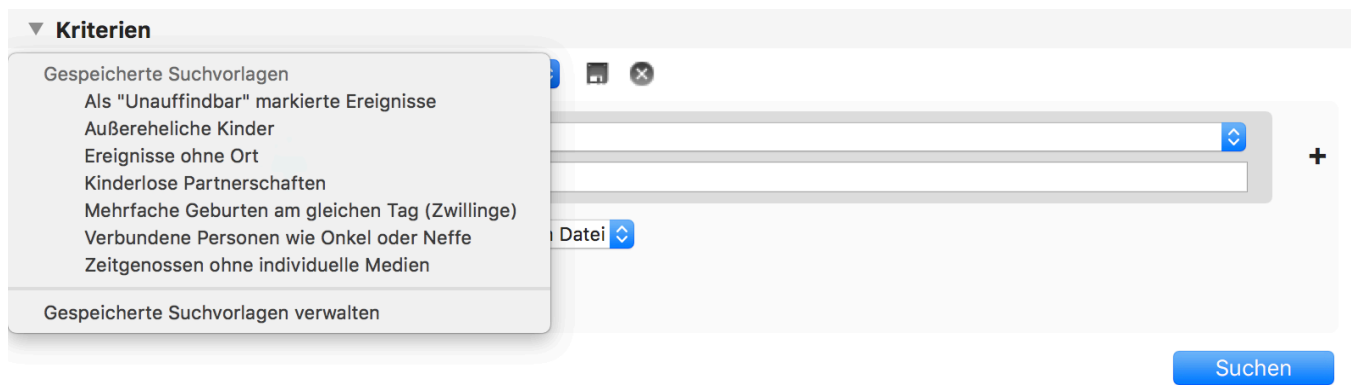 Kriterien
Gespeicherte Suchvorlagen
Als "Unauffindbar" markierte Ereignisse
Außereheliche Kinder
Ereignisse ohne Ort
Kinderlose Partnerschaften
Mehrfache Geburten am gleichen Tag (Zwillinge)
Verbundene Personen wie Onkel oder Neffe
Datei
Zeitgenossen ohne individuelle Medien
Gespeicherte Suchvorlagen verwalten
Suchen